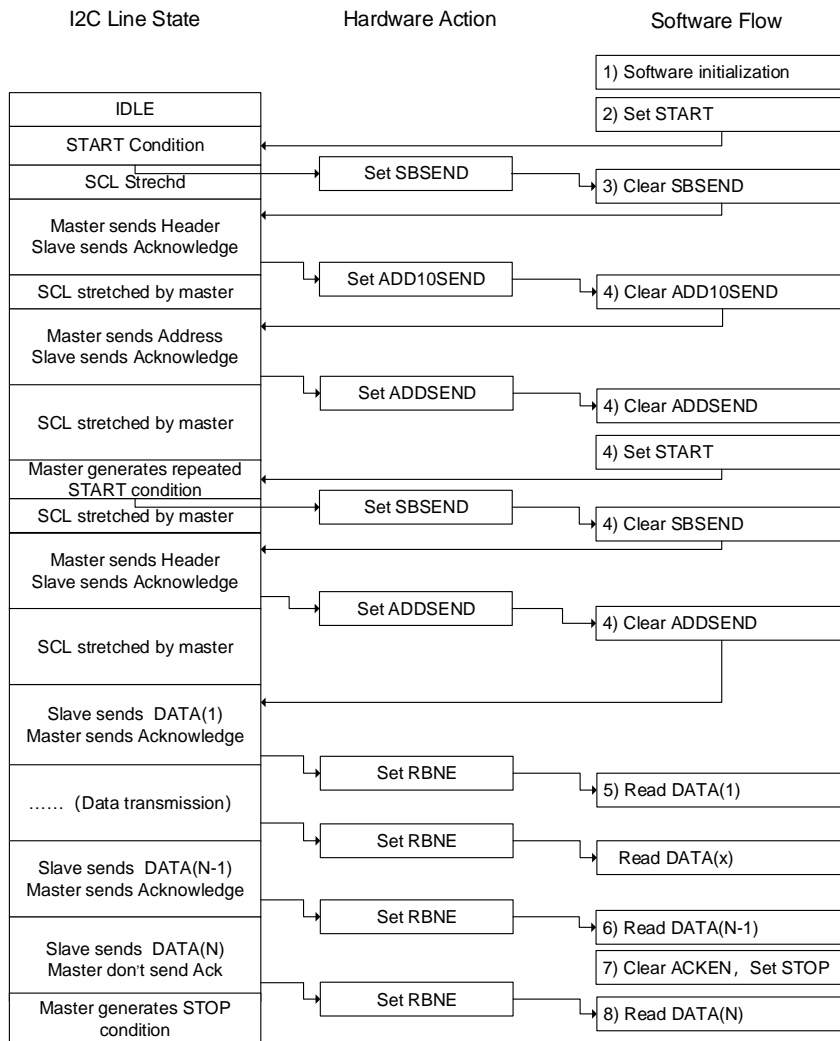 I2C Line State Hardware Action Software Flow
1) Software initialization
IDLE
2) Set START
START Condition
Set SBSEND
SCL Strechd
3) Clear SBSEND
Master sends Header
Slave sends Acknowledge
Set ADD10SEND
SCL stretched by master
4) Clear ADD10SEND
Master sends Address
Slave sends Acknowledge
Set ADDSEND
4) Clear ADDSEND
SCL stretched by master
4) Set START
Master generates repeated
START condition
Set SBSEND
SCL stretched by master
4) Clear SBSEND
Master sends Header
Slave sends Acknowledge
Set ADDSEND
4) Clear ADDSEND
SCL stretched by master
Slave sends DATA(1)
Master sends Acknowledge
Set RBNE
5) Read DATA(1)
…… (Data transmission)
Set RBNE
Read DATA(x)
Slave sends DATA(N-1)
Master sends Acknowledge
Set RBNE
6) Read DATA(N-1)
Slave sends DATA(N)
Master don't send Ack
7) Clear ACKEN, Set STOP
Set RBNE
8) Read DATA(N)
Master generates STOP
condition